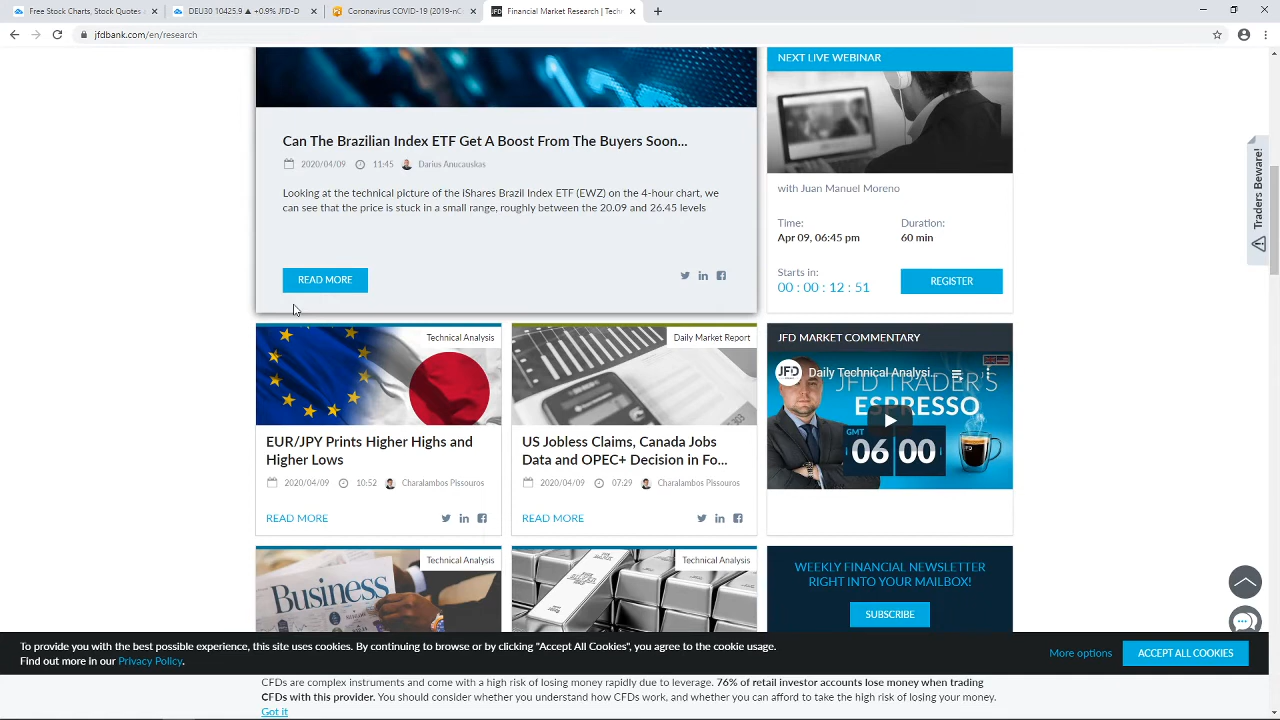 Free Stock Charts, Stock Quotes
DEU30 10425.9 ▲ +0.9% JFD-D
Coronavirus COVID-19 (2019-nC
Financial Market Research | Tech
jfdbank.com/en/research
NEXT LIVE WEBINAR
Can The Brazilian Index ETF Get A Boost From The Buyers Soon...
2020/04/09 11:45 Darius Anucauskas
Looking at the technical picture of the iShares Brazil Index ETF (EWZ) on the 4-hour chart, we
can see that the price is stuck in a small range, roughly between the 20.09 and 26.45 levels
READ MORE
with Juan Manuel Moreno
Time: Duration:
Apr 09, 06:45 pm 60 min
Starts in:
00 : 00 : 12 : 51
REGISTER
Traders Beware!
Technical Analysis
EUR/JPY Prints Higher Highs and
Higher Lows
2020/04/09 10:52 Charalambos Pissouros
READ MORE
Daily Market Report
US Jobless Claims, Canada Jobs
Data and OPEC+ Decision in Fo...
2020/04/09 07:29 Charalambos Pissouros
READ MORE
JFD MARKET COMMENTARY
JFD
Daily Technical Analysi...
JFD TRADER'S
ESPRESSO
GMT
06 00
JFD
Technical Analysis
Business
Technical Analysis
WEEKLY FINANCIAL NEWSLETTER
RIGHT INTO YOUR MAILBOX!
SUBSCRIBE
To provide you with the best possible experience, this site uses cookies. By continuing to browse or by clicking "Accept All Cookies", you agree to the cookie usage.
Find out more in our Privacy Policy.
More options
ACCEPT ALL COOKIES
CFDs are complex instruments and come with a high risk of losing money rapidly due to leverage. 76% of retail investor accounts lose money when trading
CFDs with this provider. You should consider whether you understand how CFDs work, and whether you can afford to take the high risk of losing your money.
Got it